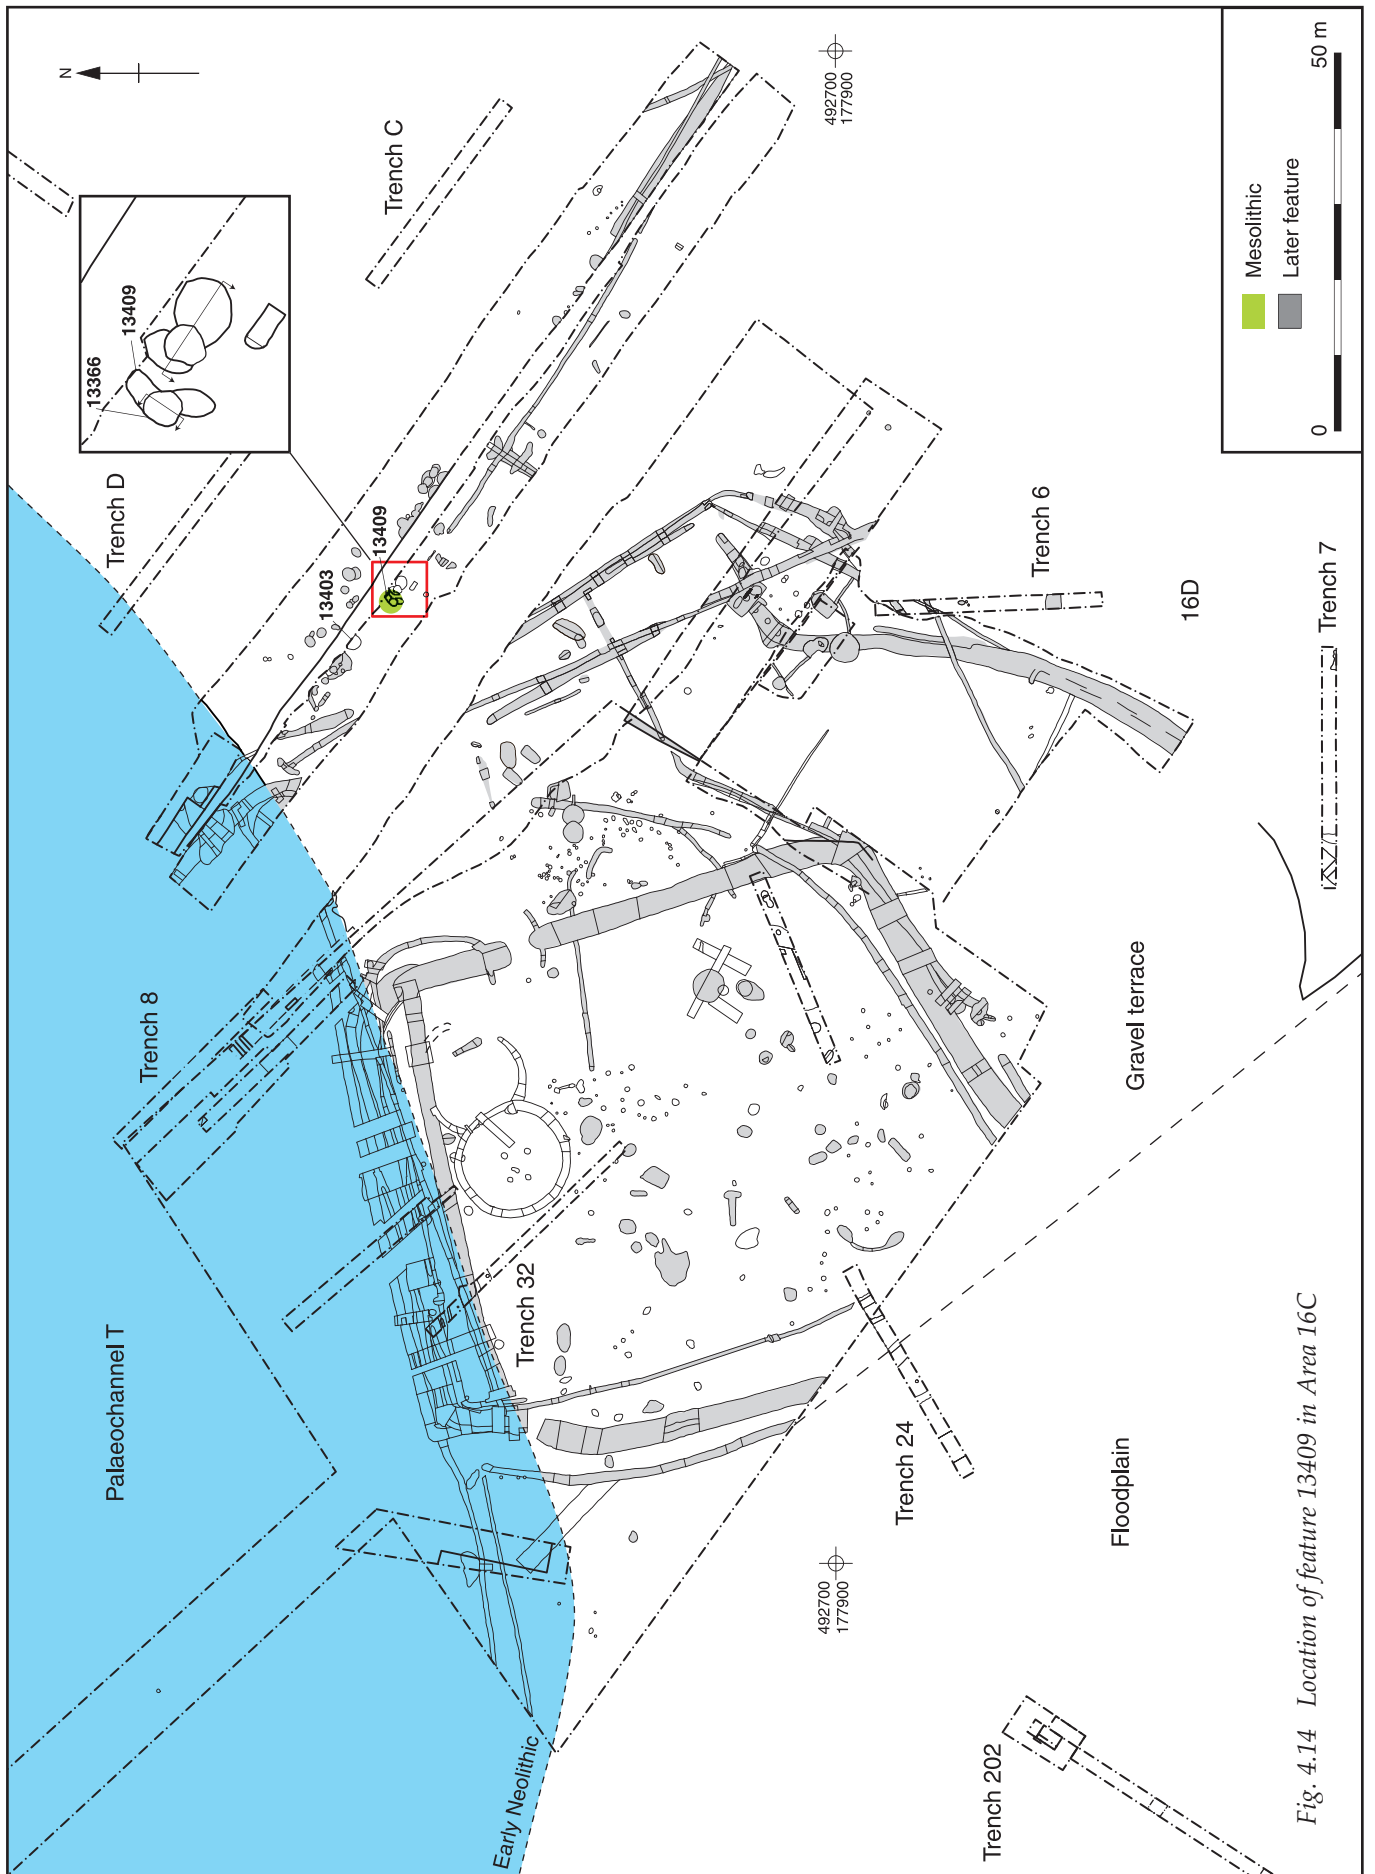 N
Trench C
492700
177900
50 m
0
Mesolithic
Later feature
13409
13366
Trench D
13409
13403
Trench 6
16D
Trench 7
Trench 8
Gravel terrace
Palaeochannel T
Trench 32
Trench 24
Floodplain
492700
177900
Early Neolithic
Trench 202
Fig. 4.14 Location of feature 13409 in Area 16C